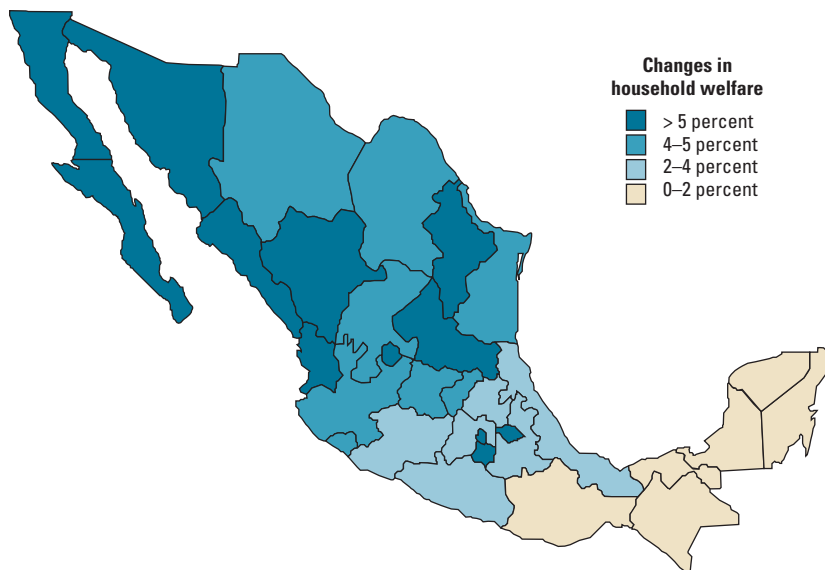 Changes in
household welfare
> 5 percent
4–5 percent
2–4 percent
0–2 percent